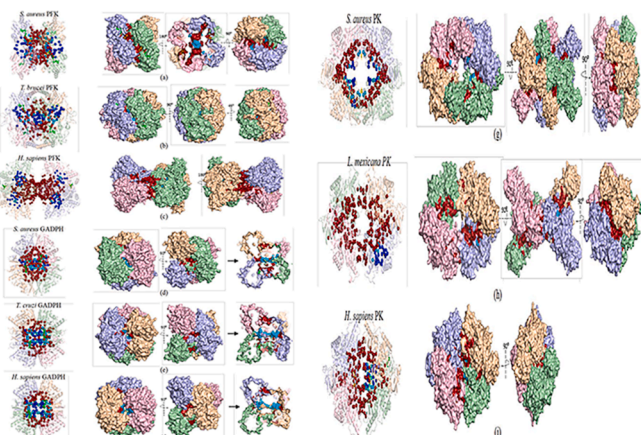 S. aureus PFK
(a)
T. brucei PFK
(b)
H. sapiens PFK
(c)
S. aureus GADPH
(d)
T. cruzi GADPH
(e)
H. sapiens GADPH
S. aureus PK
(g)
L. mexicana PK
(h)
H. sapiens PK
(i)